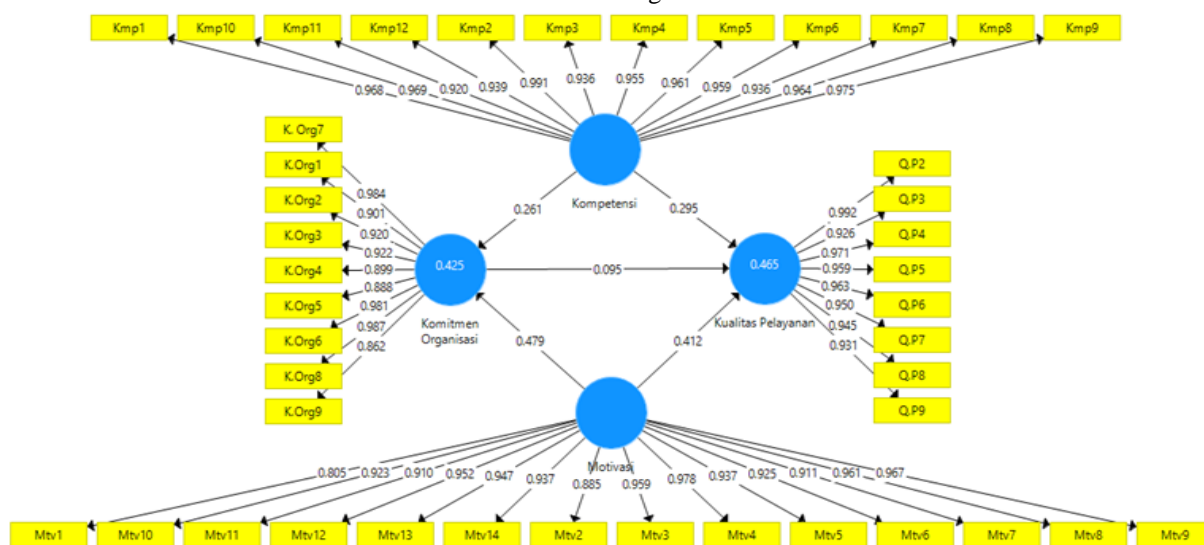 Kmp1 Kmp10 Kmp11 Kmp12 Kmp2 Kmp3 Kmp4 Kmp5 Kmp6 Kmp7 Kmp8 Kmp9
0.968 0.969 0.920 0.939 0.991 0.936 0.955 0.961 0.959 0.936 0.964 0.975
Kompetensi
0.261
0.295
K. Org7
K.Org1
K.Org2
K.Org3
K.Org4
K.Org5
K.Org6
K.Org8
K.Org9
0.984
0.901
0.920
0.922
0.899
0.888
0.981
0.987
0.862
0.425
Komitmen
Organisasi
0.095
0.465
Kualitas Pelayanan
0.992
0.926
0.971
0.959
0.963
0.950
0.945
0.931
Q.P2
Q.P3
Q.P4
Q.P5
Q.P6
Q.P7
Q.P8
Q.P9
0.479
0.412
Motivasi
0.805 0.923 0.910 0.952 0.947 0.937 0.885 0.959 0.978 0.937 0.925 0.911 0.961 0.967
Mtv1 Mtv10 Mtv11 Mtv12 Mtv13 Mtv14 Mtv2 Mtv3 Mtv4 Mtv5 Mtv6 Mtv7 Mtv8 Mtv9